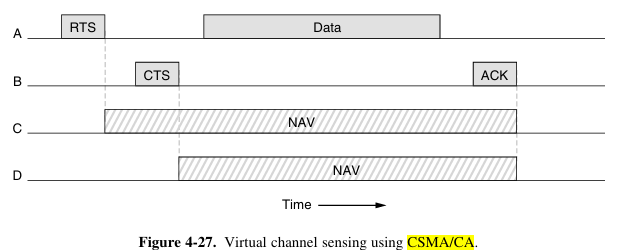 A RTS Data
B CTS ACK
C NAV
D NAV
Time
Figure 4-27. Virtual channel sensing using CSMA/CA.